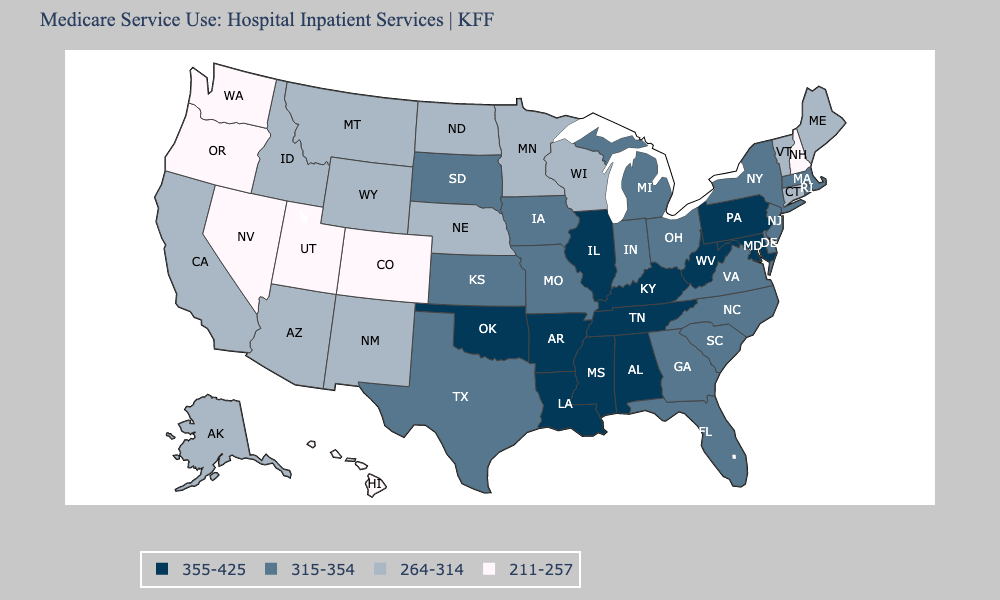 Medicare Service Use: Hospital Inpatient Services | KFF
WA
OR
ID
MT
ND
MN
WI
MI
SD
WY
NE
IA
NV
UT
CO
CA
KS
MO
IL
IN
OH
PA
NY
VT
NH
ME
MA
RI
CT
NJ
DE
MD
WV
VA
KY
TN
NC
SC
AZ
NM
OK
AR
TX
LA
MS
AL
GA
FL
AK
HI
355-425
315-354
264-314
211-257